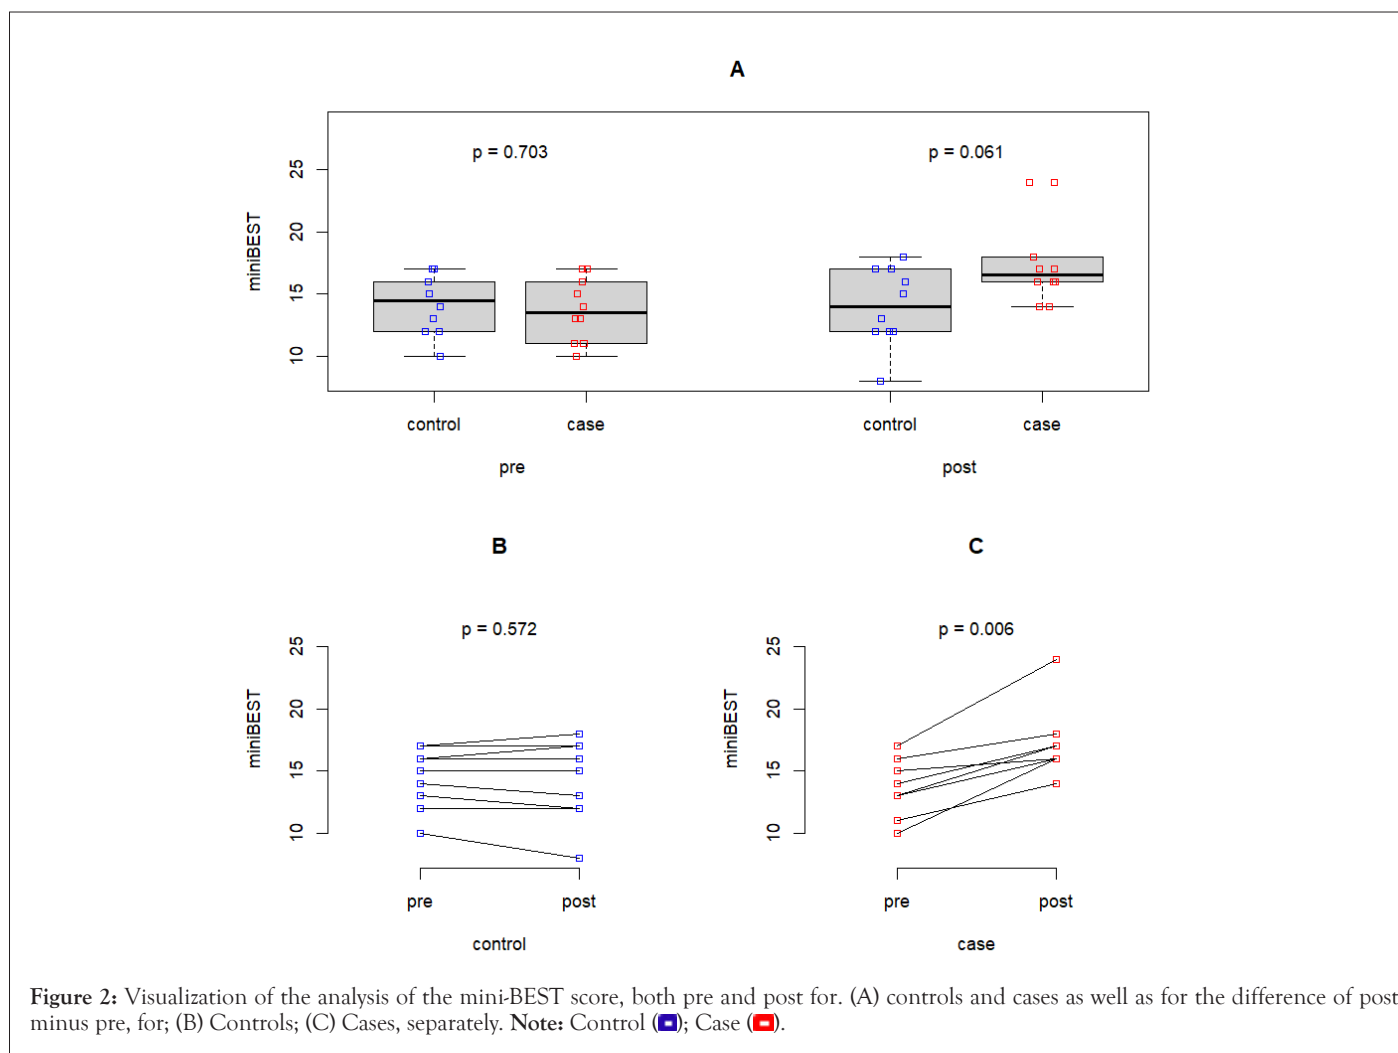 A
p = 0.703
p = 0.061
miniBEST
25
20
15
10
control
case
control
case
pre
post
B
C
p = 0.572
p = 0.006
miniBEST
25
20
15
10
miniBEST
25
20
15
10
pre
post
pre
post
control
case
Figure 2: Visualization of the analysis of the mini-BEST score, both pre and post for. (A) controls and cases as well as for the difference of post
minus pre, for; (B) Controls; (C) Cases, separately. Note: Control ( ); Case ( ).